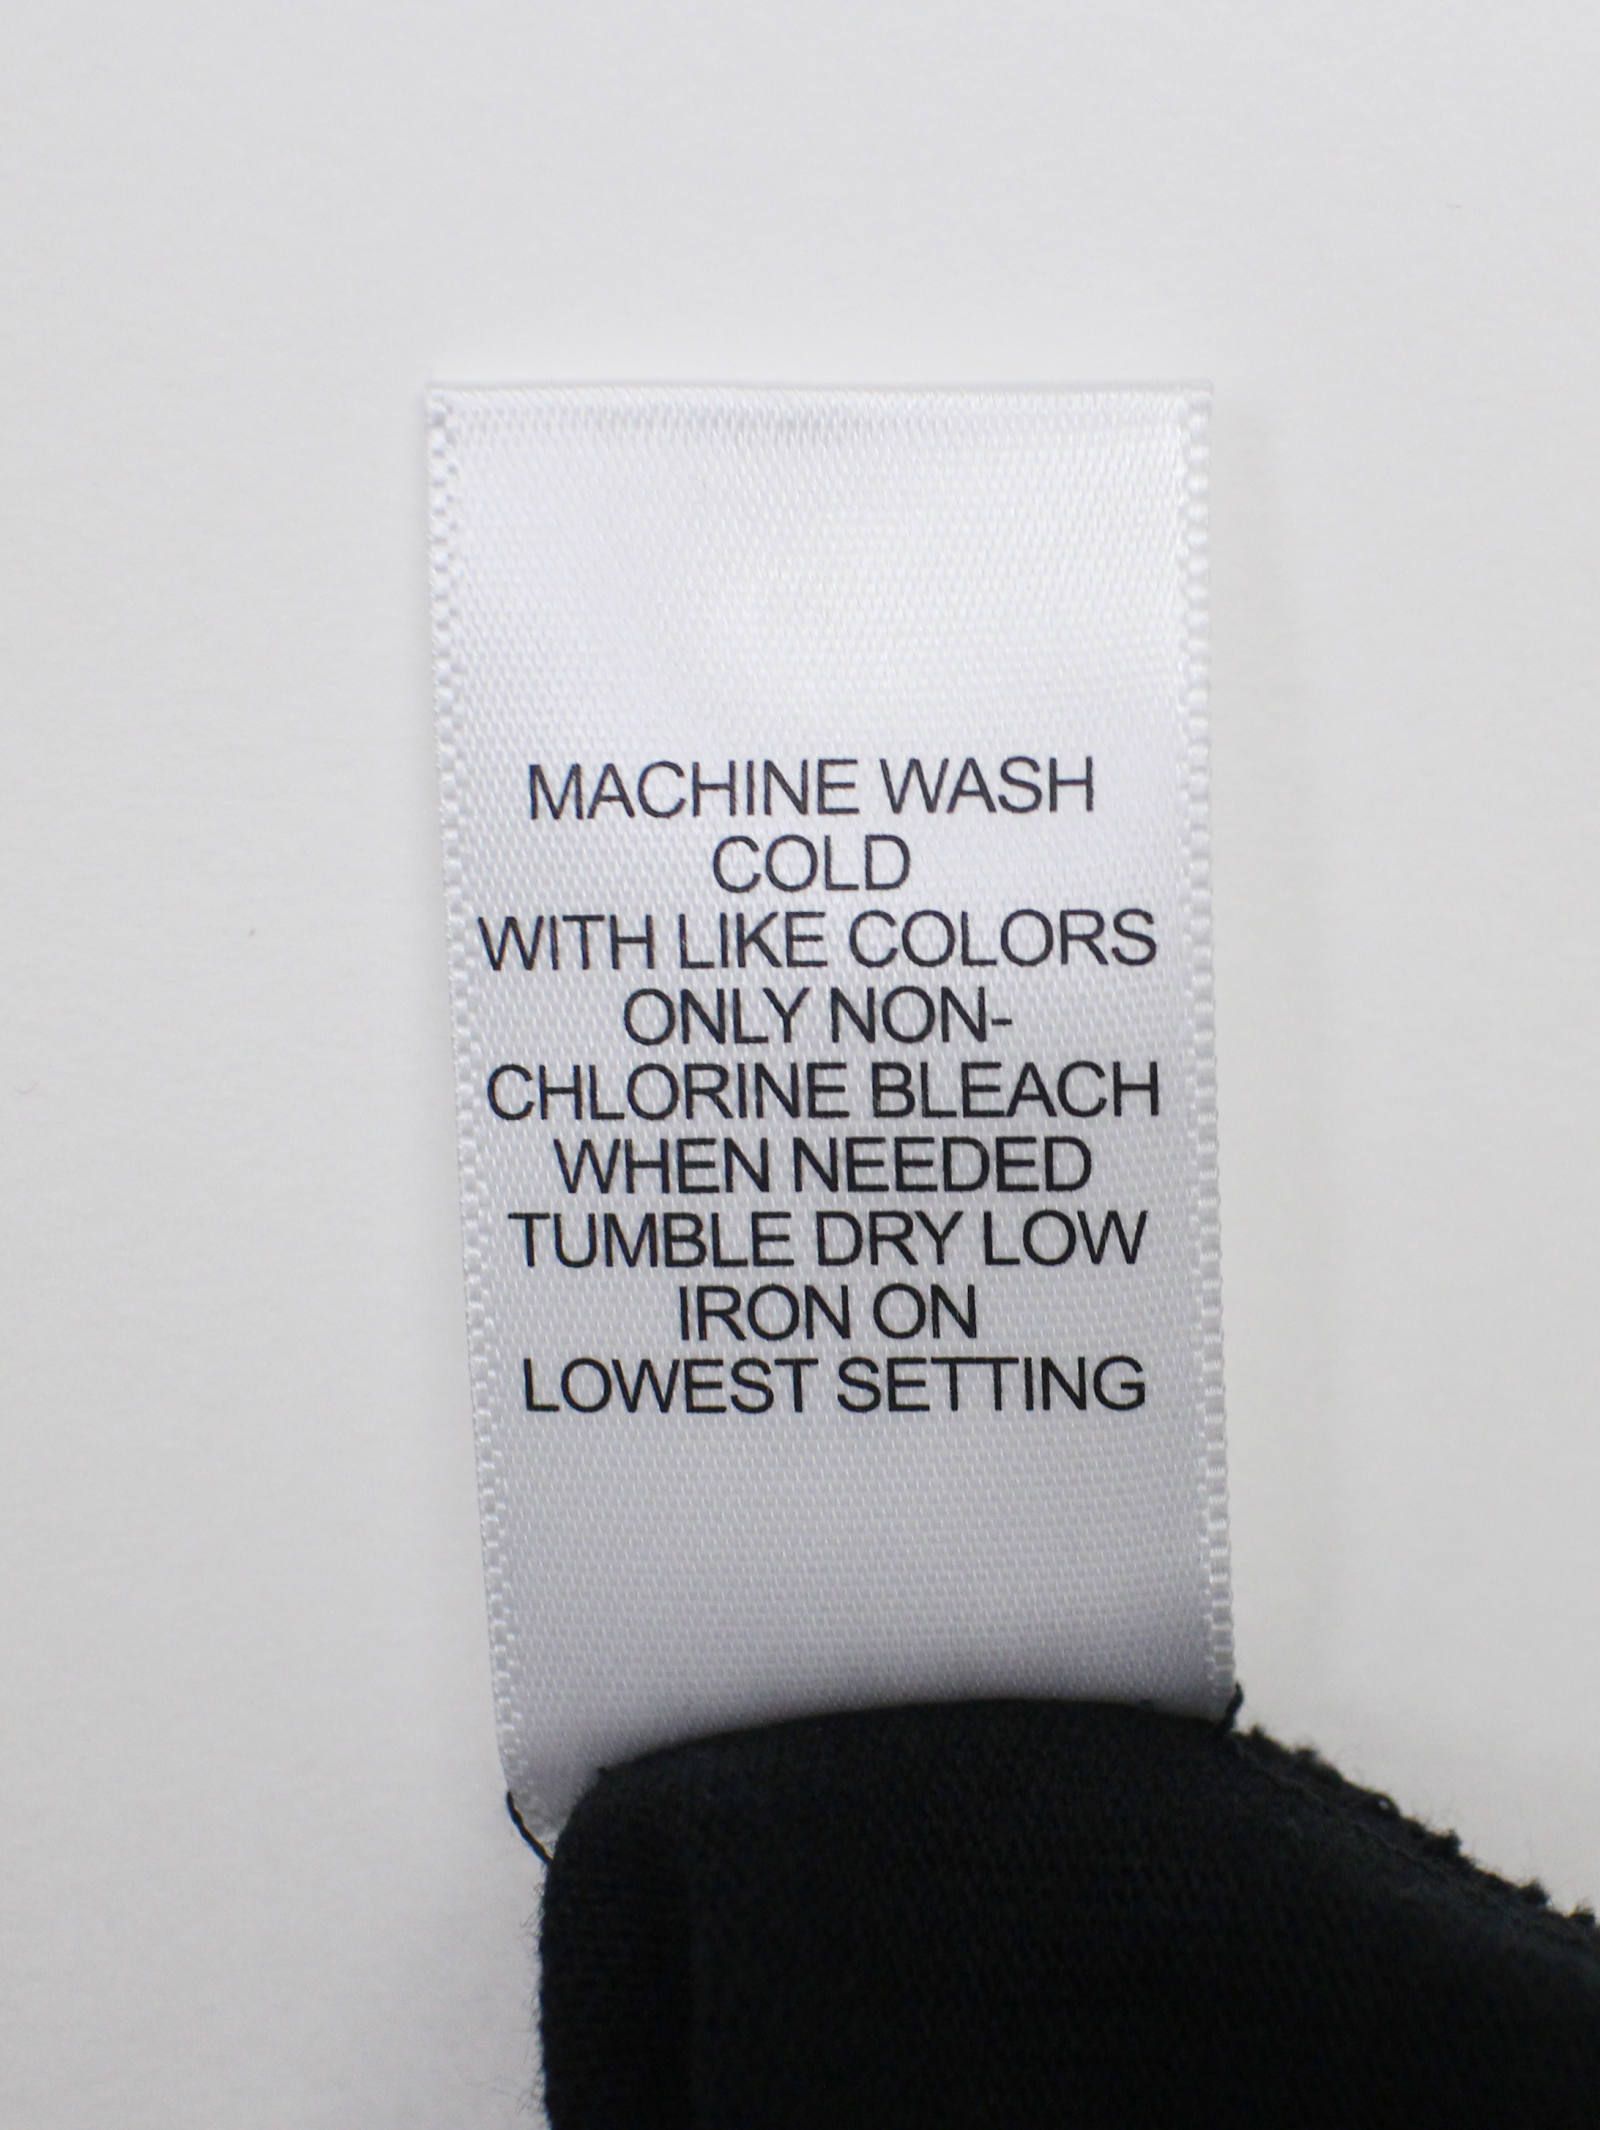 MACHINE WASH
COLD
WITH LIKE COLORS
ONLY NON-
CHLORINE BLEACH
WHEN NEEDED
TUMBLE DRY LOW
IRON ON
LOWEST SETTING